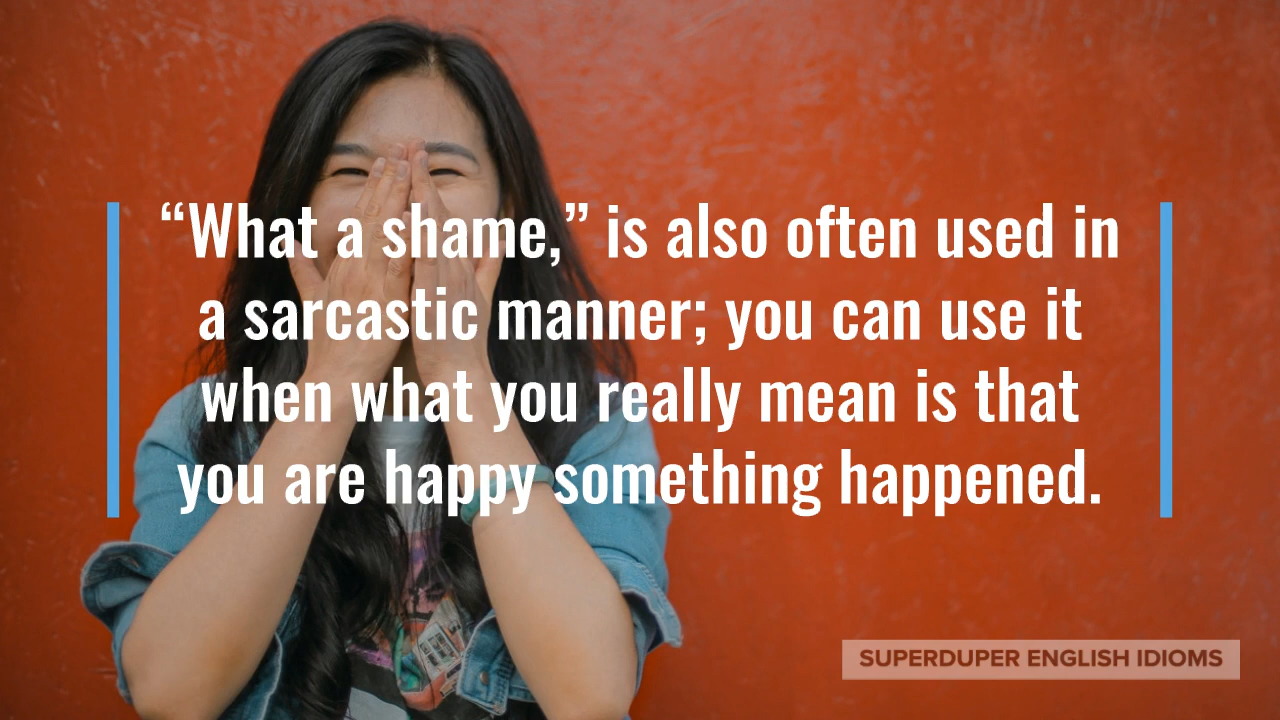 “What a shame,” is also often used in
a sarcastic manner; you can use it
when what you really mean is that
you are happy something happened.
SUPERDUPER ENGLISH IDIOMS